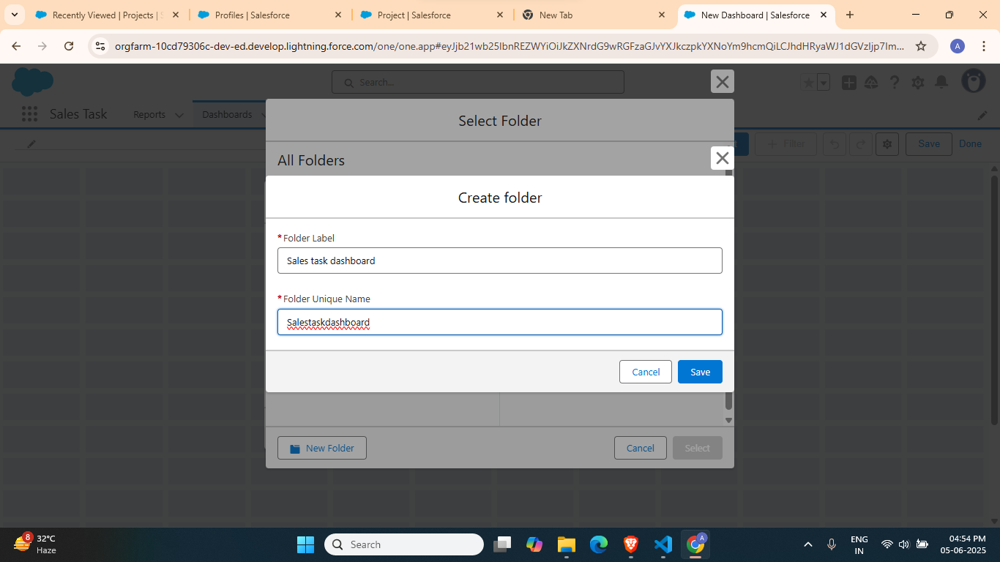 Recently Viewed | Projects | S
Profiles | Salesforce
Project | Salesforce
New Tab
New Dashboard | Salesforce
orgfarm-10cd79306c-dev-ed.develop.lightning.force.com/one/one.app#eyJjb21wb25lbnREZWYiOiJkZXNrdG9wRGFzaGJvYXJkczpkYXNoYm9hcmQiLCJhdHRyaWJ1dGVzIjp7Im...
A
Search...
Sales Task
Reports
Dashboards
Select Folder
Filter
Save
Done
All Folders
Create folder
*Folder Label
Sales task dashboard
*Folder Unique Name
Salestaskdashboard
Cancel
Save
New Folder
Cancel
Select
8
32°C
Haze
Search
A
ENG
IN
04:54 PM
05-06-2025